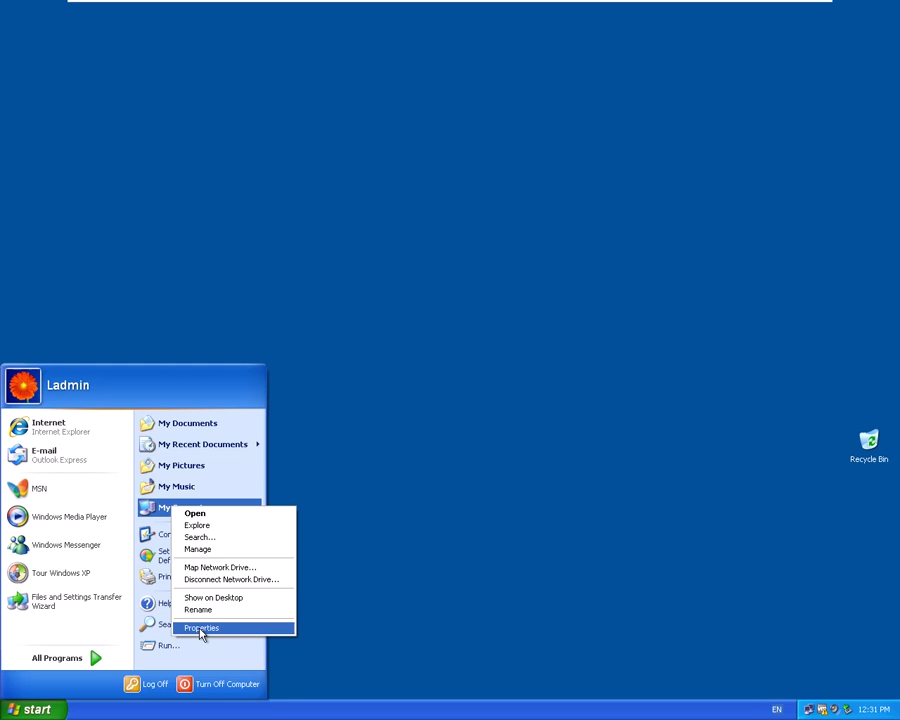 Recycle Bin
Ladmin
Internet
Internet Explorer
E-mail
Outlook Express
MSN
Windows Media Player
Windows Messenger
Tour Windows XP
Files and Settings Transfer
Wizard
All Programs
My Documents
My Recent Documents
My Pictures
My Music
My
Set
Run...
Open
Explore
Search...
Manage
Map Network Drive...
Disconnect Network Drive...
Show on Desktop
Rename
Properties
Log Off
Turn Off Computer
start
EN
12:31 PM